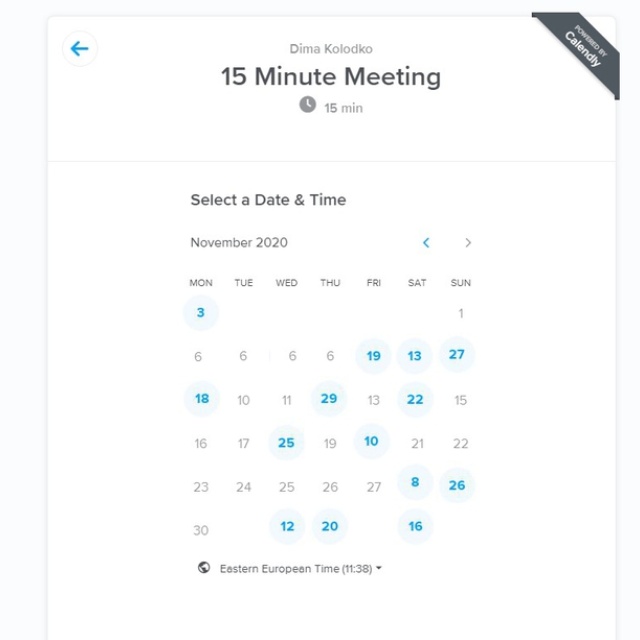 Dima Kolodko
15 Minute Meeting
15 min
POWERED BY
Calendly
Select a Date & Time
November 2020
MON TUE WED THU FRI SAT SUN
3 1
6 6 6 6 19 13 27
18 10 11 29 13 22 15
16 17 25 19 10 21 22
23 24 25 26 27 8 26
30 12 20 16
Eastern European Time (11:38)